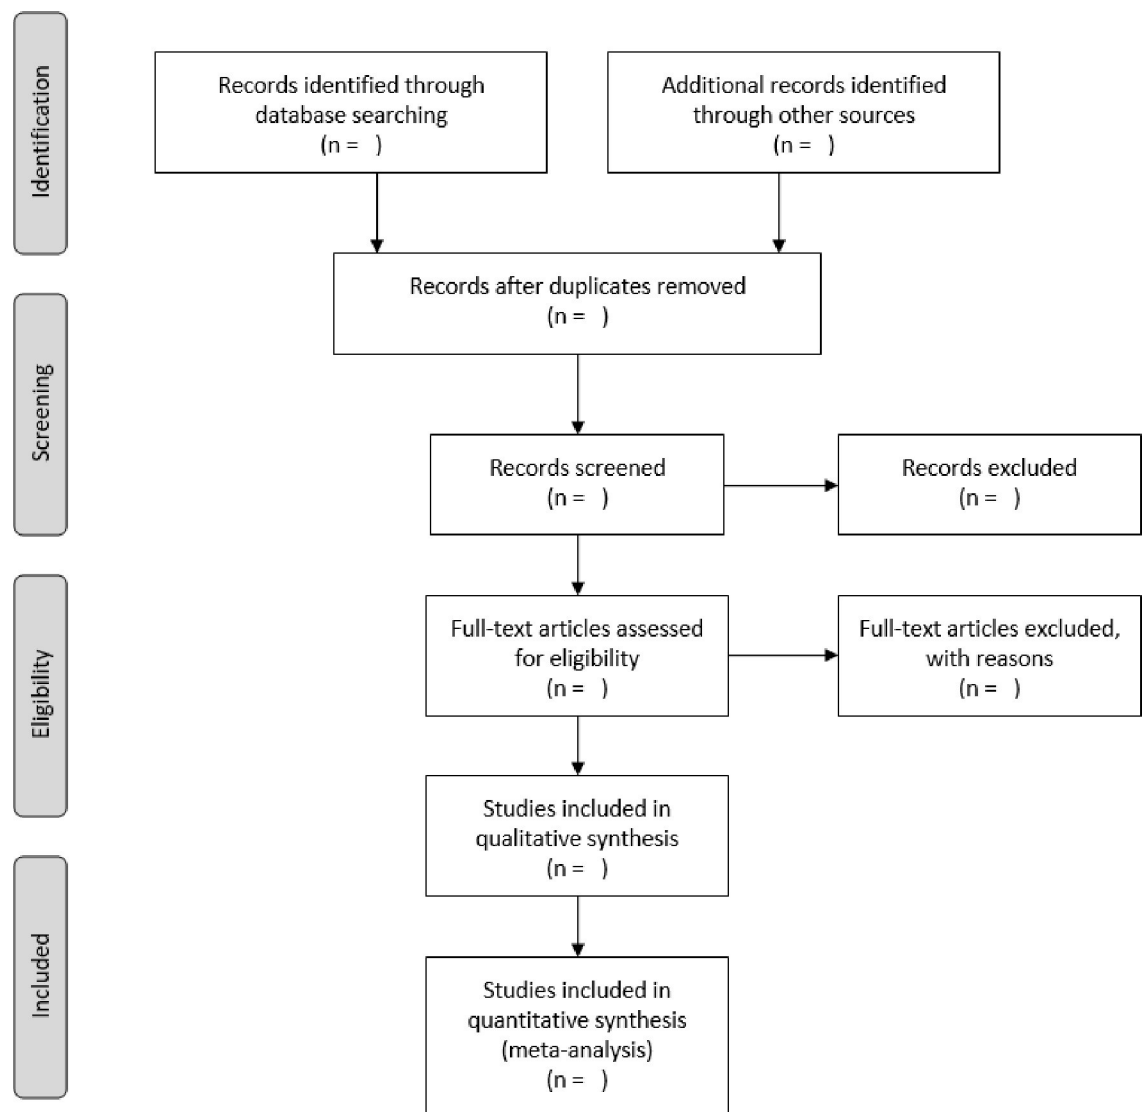 Identification
Records identified through
database searching
(n =   )
Additional records identified
through other sources
(n =   )
Records after duplicates removed
(n =   )
Screening
Records screened
(n =   )
Records excluded
(n =   )
Eligibility
Full-text articles assessed
for eligibility
(n =   )
Full-text articles excluded,
with reasons
(n =   )
Studies included in
qualitative synthesis
(n =   )
Included
Studies included in
quantitative synthesis
(meta-analysis)
(n =   )